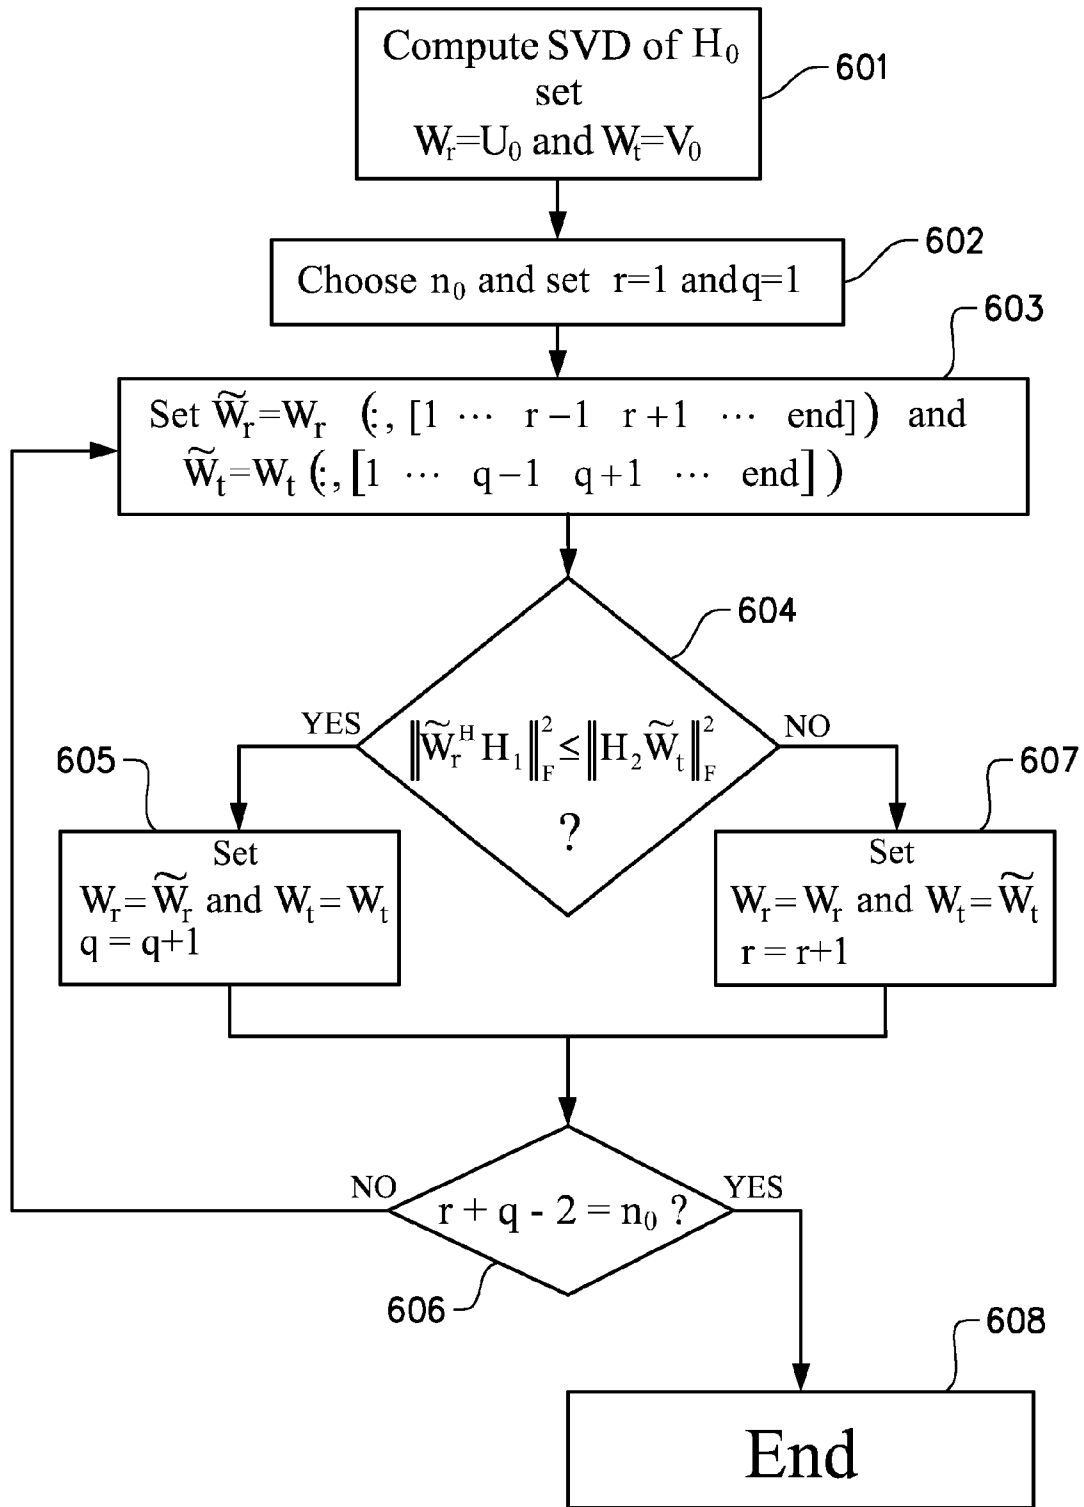 Compute SVD of H₀
set
Wᵣ=U₀ and Wₜ=V₀
601
Choose n₀ and set r=1 and q=1
602
603
Set W̃ᵣ=Wᵣ (:, [1 ⋯ r−1 r+1 ⋯ end]) and
W̃ₜ=Wₜ (:, [1 ⋯ q−1 q+1 ⋯ end])
604
YES
‖W̃ᵣᴴ H₁‖²_F ≤ ‖H₂ W̃ₜ‖²_F
NO
?
605
Set
Wᵣ=W̃ᵣ and Wₜ=Wₜ
q = q+1
607
Set
Wᵣ=Wᵣ and Wₜ=W̃ₜ
r = r+1
NO
r + q - 2 = n₀ ?
YES
606
608
End